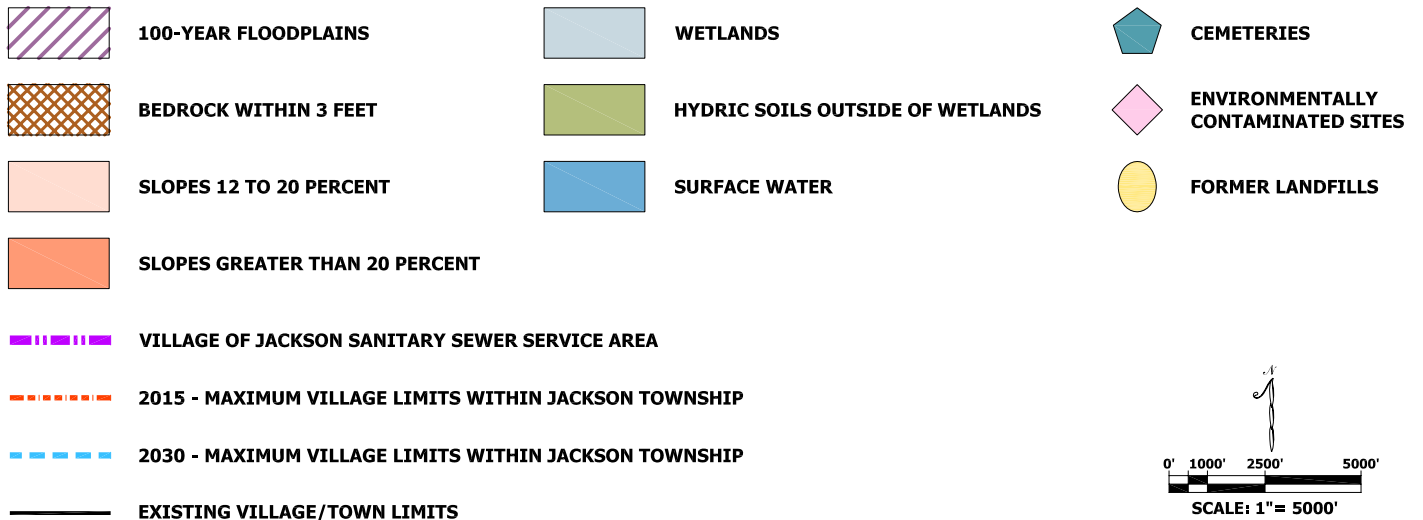 100-YEAR FLOODPLAINS
BEDROCK WITHIN 3 FEET
SLOPES 12 TO 20 PERCENT
SLOPES GREATER THAN 20 PERCENT
WETLANDS
HYDRIC SOILS OUTSIDE OF WETLANDS
SURFACE WATER
CEMETERIES
ENVIRONMENTALLY
CONTAMINATED SITES
FORMER LANDFILLS
VILLAGE OF JACKSON SANITARY SEWER SERVICE AREA
2015 - MAXIMUM VILLAGE LIMITS WITHIN JACKSON TOWNSHIP
2030 - MAXIMUM VILLAGE LIMITS WITHIN JACKSON TOWNSHIP
EXISTING VILLAGE/TOWN LIMITS
N
0' 1000' 2500' 5000'
SCALE: 1"= 5000'